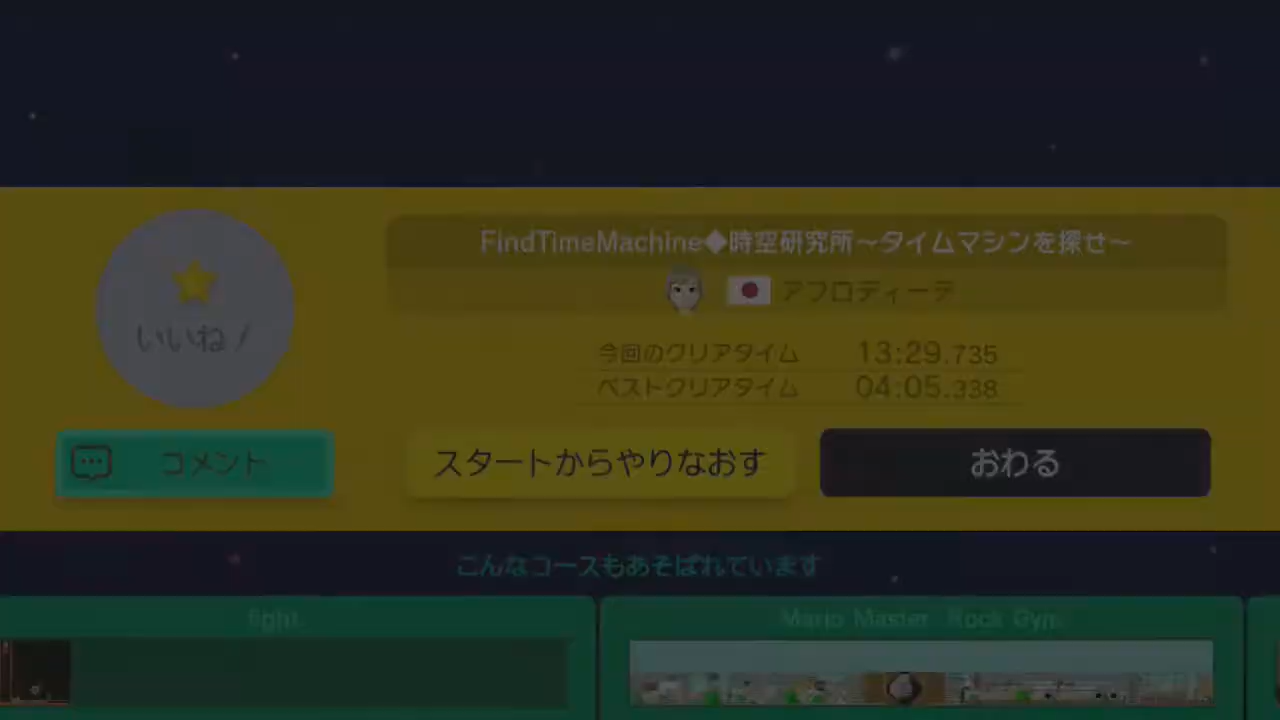 FindTimeMachine◆時空研究所～タイムマシンを探せ～
アフロディーテ
いいね！
今回のクリアタイム 13:29.735
ベストクリアタイム 04:05.338
コメント
スタートからやりなおす
おわる
こんなコースもあそばれています
fight
Mario Master: Rock Gym